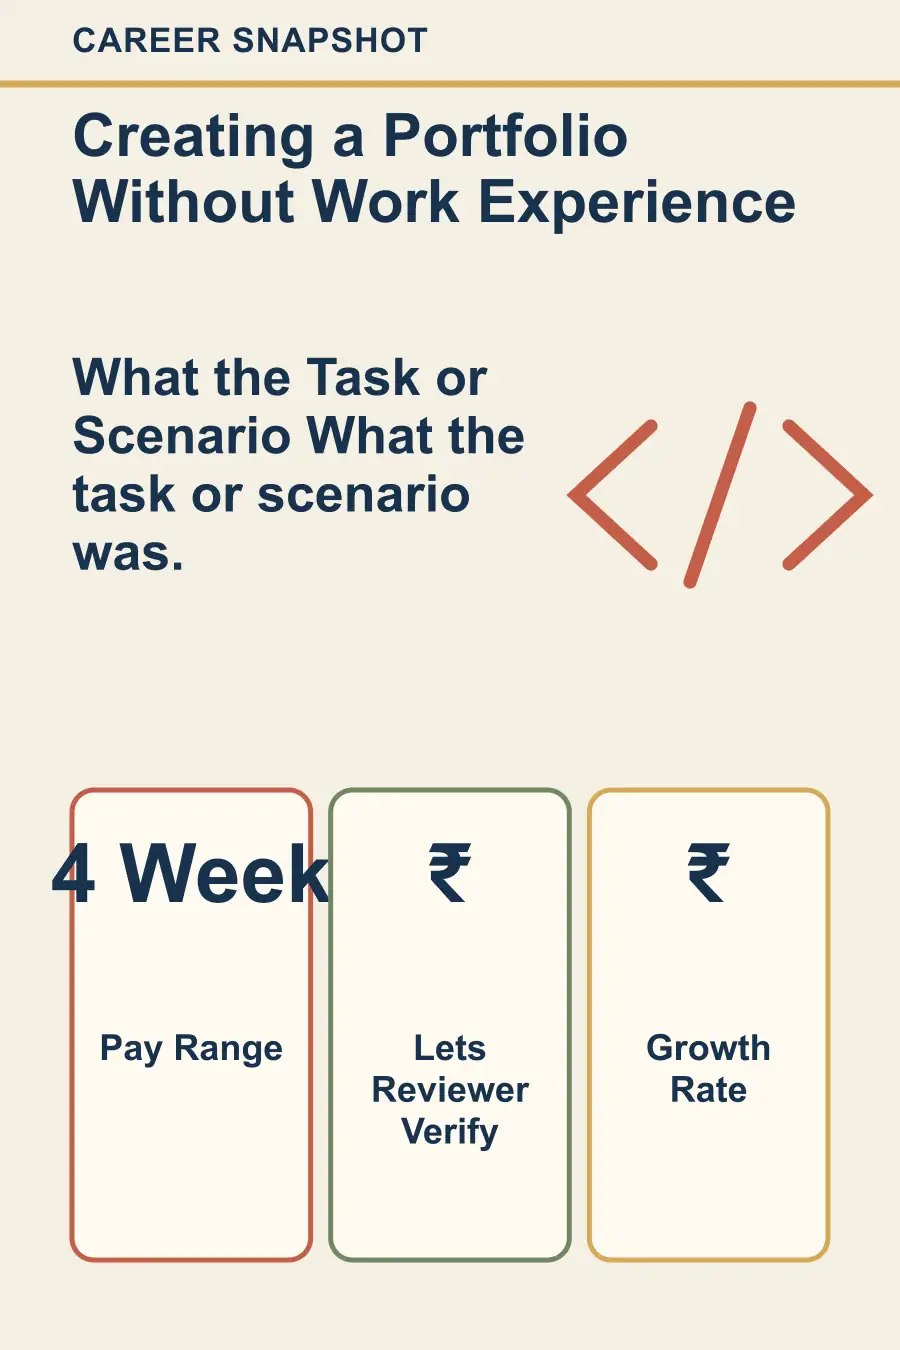 CAREER SNAPSHOT
Creating a Portfolio
Without Work Experience
What the Task or
Scenario What the
task or scenario
was.
</>
4 Week
₹
₹
Pay Range
Lets
Reviewer
Verify
Growth
Rate